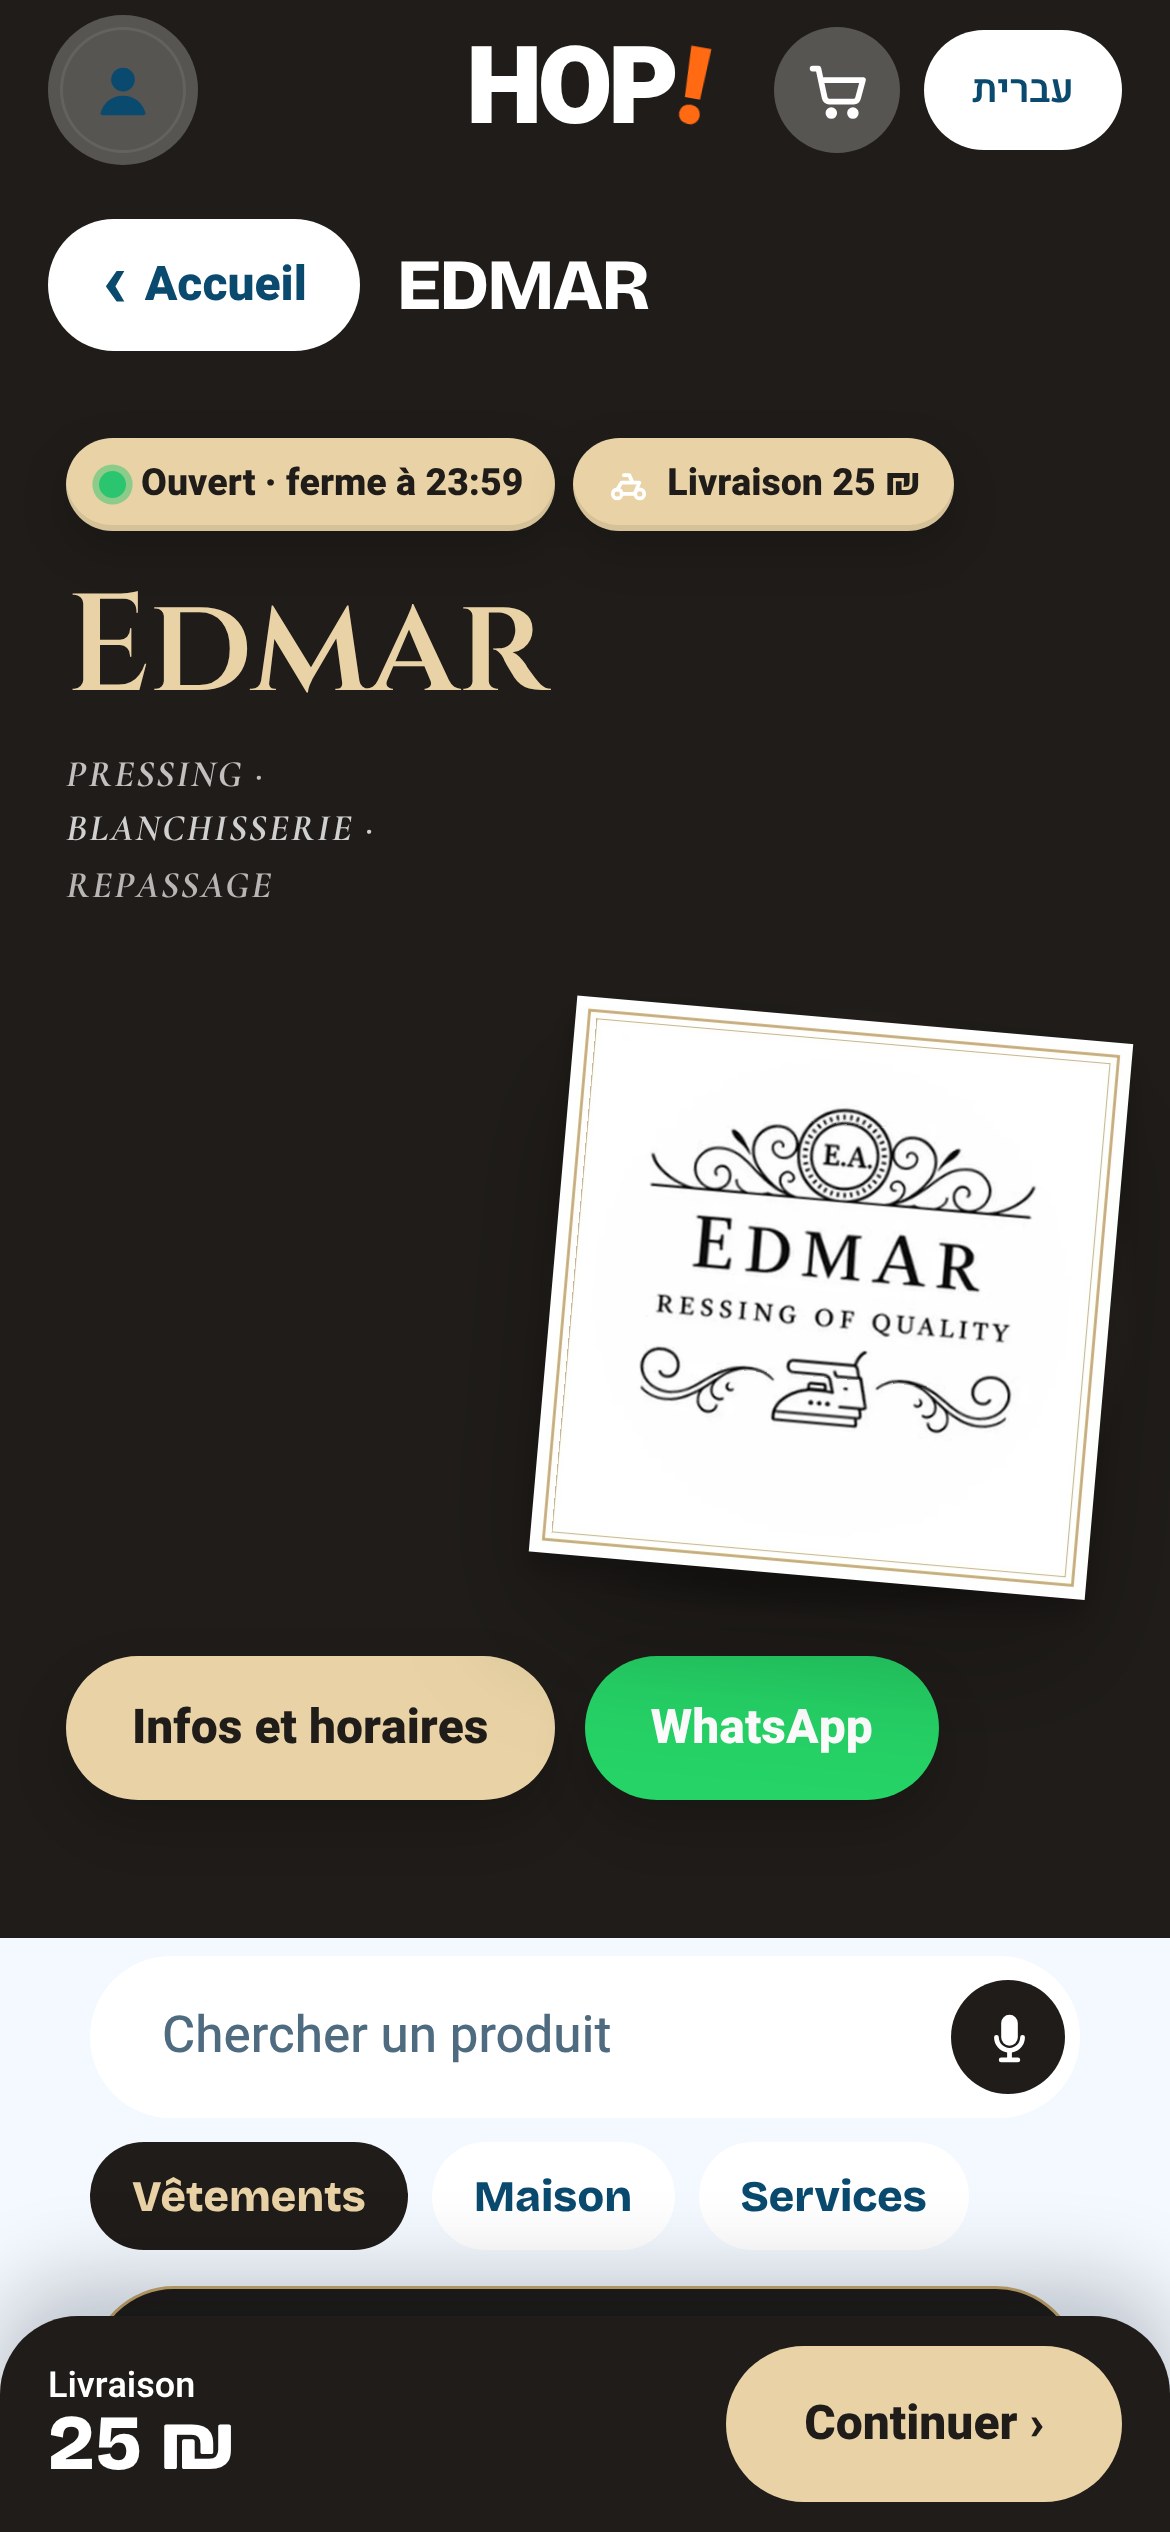 HOP!
עברית
‹ Accueil
EDMAR
Ouvert · ferme à 23:59
Livraison 25 ₪
EDMAR
PRESSING ·
BLANCHISSERIE ·
REPASSAGE
E.A.
EDMAR
RESSING OF QUALITY
Infos et horaires
WhatsApp
Chercher un produit
Vêtements
Maison
Services
Livraison
25 ₪
Continuer ›